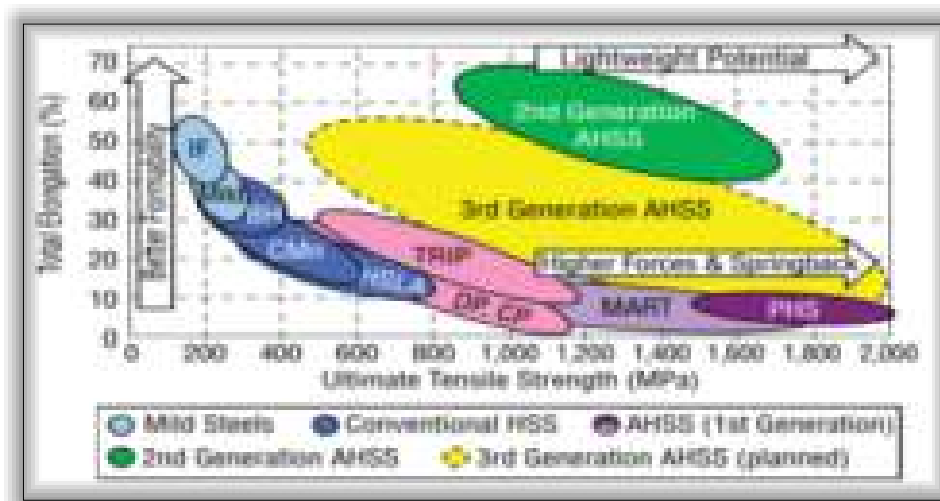 70
Lightweight Potential
60
2nd Generation
AHSS
50
IF
40
Mild
3rd Generation AHSS
30
BH
Better Formability
Total Elongation (%)
CMn
TRIP
20
Higher Forces & Springback
10
DP, CP
MART
PHS
0
0 200 400 600 800 1,000 1,200 1,400 1,600 1,800 2,000
Ultimate Tensile Strength (MPa)
Mild Steels Conventional HSS AHSS (1st Generation)
2nd Generation AHSS 3rd Generation AHSS (planned)